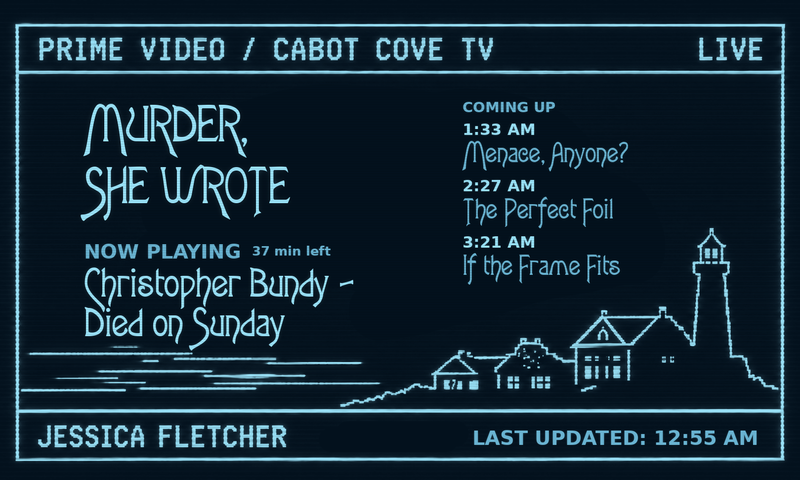 PRIME VIDEO / CABOT COVE TV
LIVE
MURDER,
SHE WROTE
NOW PLAYING 37 min left
Christopher Bundy –
Died on Sunday
COMING UP
1:33 AM
Menace, Anyone?
2:27 AM
The Perfect Foil
3:21 AM
If the Frame Fits
JESSICA FLETCHER
LAST UPDATED: 12:55 AM